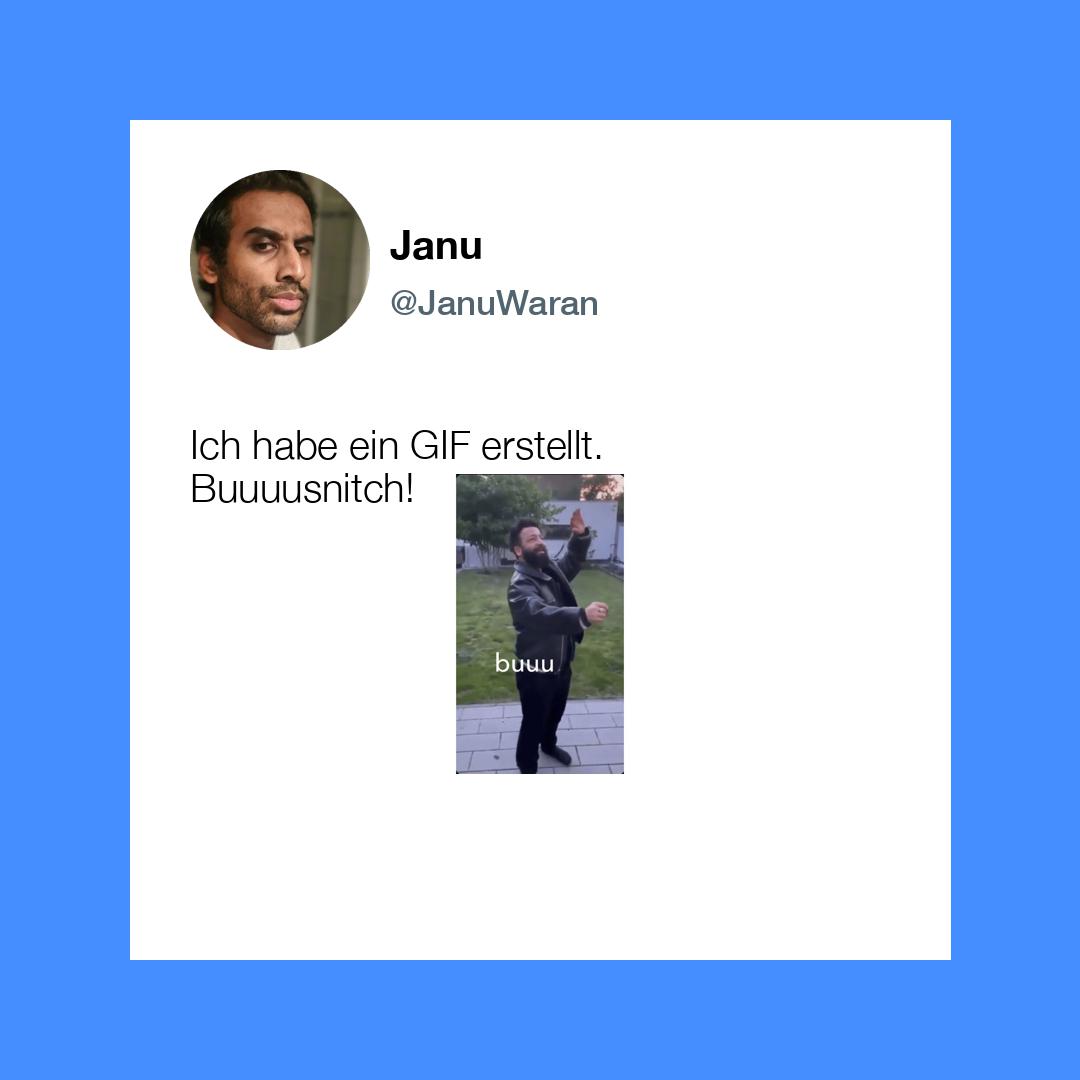 Janu
@JanuWaran
Ich habe ein GIF erstellt.
Buuuusnitch!
buuu